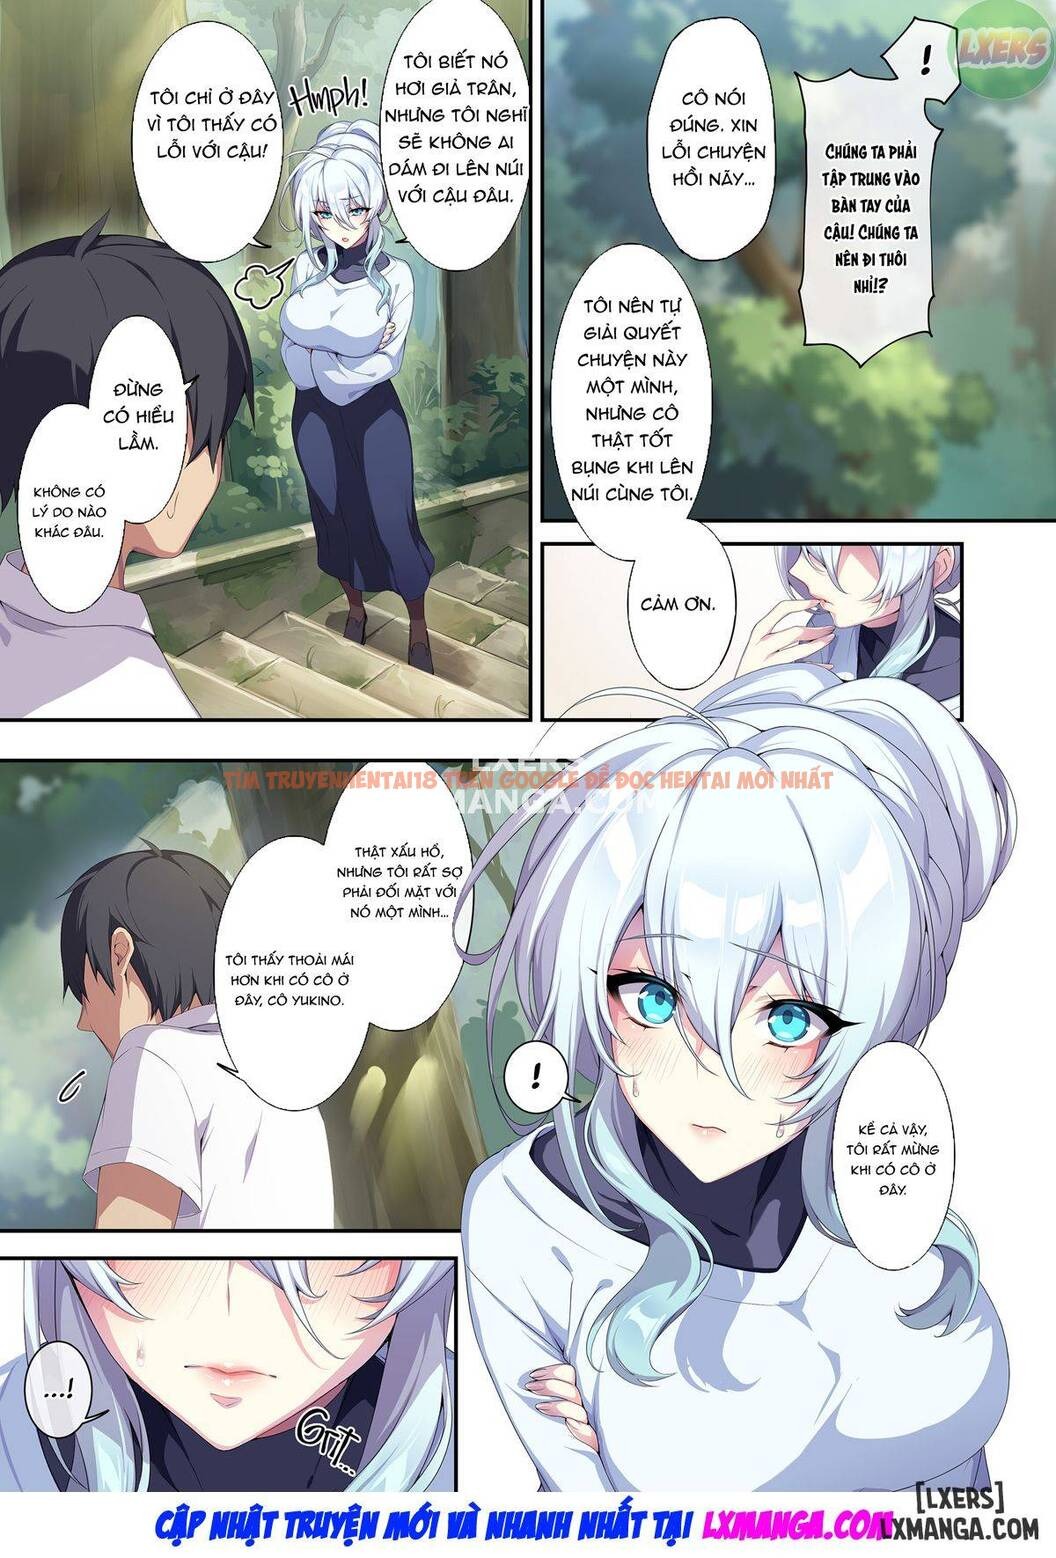 LXERS
!
CHÚNG TA PHẢI
TẬP TRUNG VÀO
BÀN TAY CỦA
CẬU! CHÚNG TA
NÊN ĐI THÔI
NHỈ!?
CÔ NÓI
ĐÚNG. XIN
LỖI CHUYỆN
HỒI NÃY...
TÔI NÊN TỰ
GIẢI QUYẾT
CHUYỆN NÀY
MỘT MÌNH,
NHƯNG CÔ
THẬT TỐT
BỤNG KHI LÊN
NÚI CÙNG TÔI.
CẢM ƠN.
TÔI BIẾT NÓ
HƠI GIẢ TRÂN,
NHƯNG TÔI NGHĨ
SẼ KHÔNG AI
DÁM ĐI LÊN NÚI
VỚI CẬU ĐÂU.
Hmph!
TÔI CHỈ Ở ĐÂY
VÌ TÔI THẤY CÓ
LỖI VỚI CẬU!
ĐỪNG
CÓ HIỀU
LẦM.
KHÔNG CÓ
LÝ DO NÀO
KHÁC ĐÂU.
LXERS
TÌM TRUYENHENTAI18 TRÊN GOOGLE ĐỂ ĐỌC HENTAI MỚI NHẤT
MANGA.COM
THẬT XẤU HỔ,
NHƯNG TÔI RẤT SỢ
PHẢI ĐỐI MẶT VỚI
NÓ MỘT MÌNH...
TÔI THẤY THOẢI MÁI
HƠN KHI CÓ CÔ Ở
ĐÂY, CÔ YUKINO.
!
KỂ CẢ VẬY,
TÔI RẤT MỪNG
KHI CÓ CÔ Ở
ĐÂY.
...!
Grit...
[LXERS]
LXMANGA.COM
CẬP NHẬT TRUYỆN MỚI VÀ NHANH NHẤT TẠI LXMANGA.COM